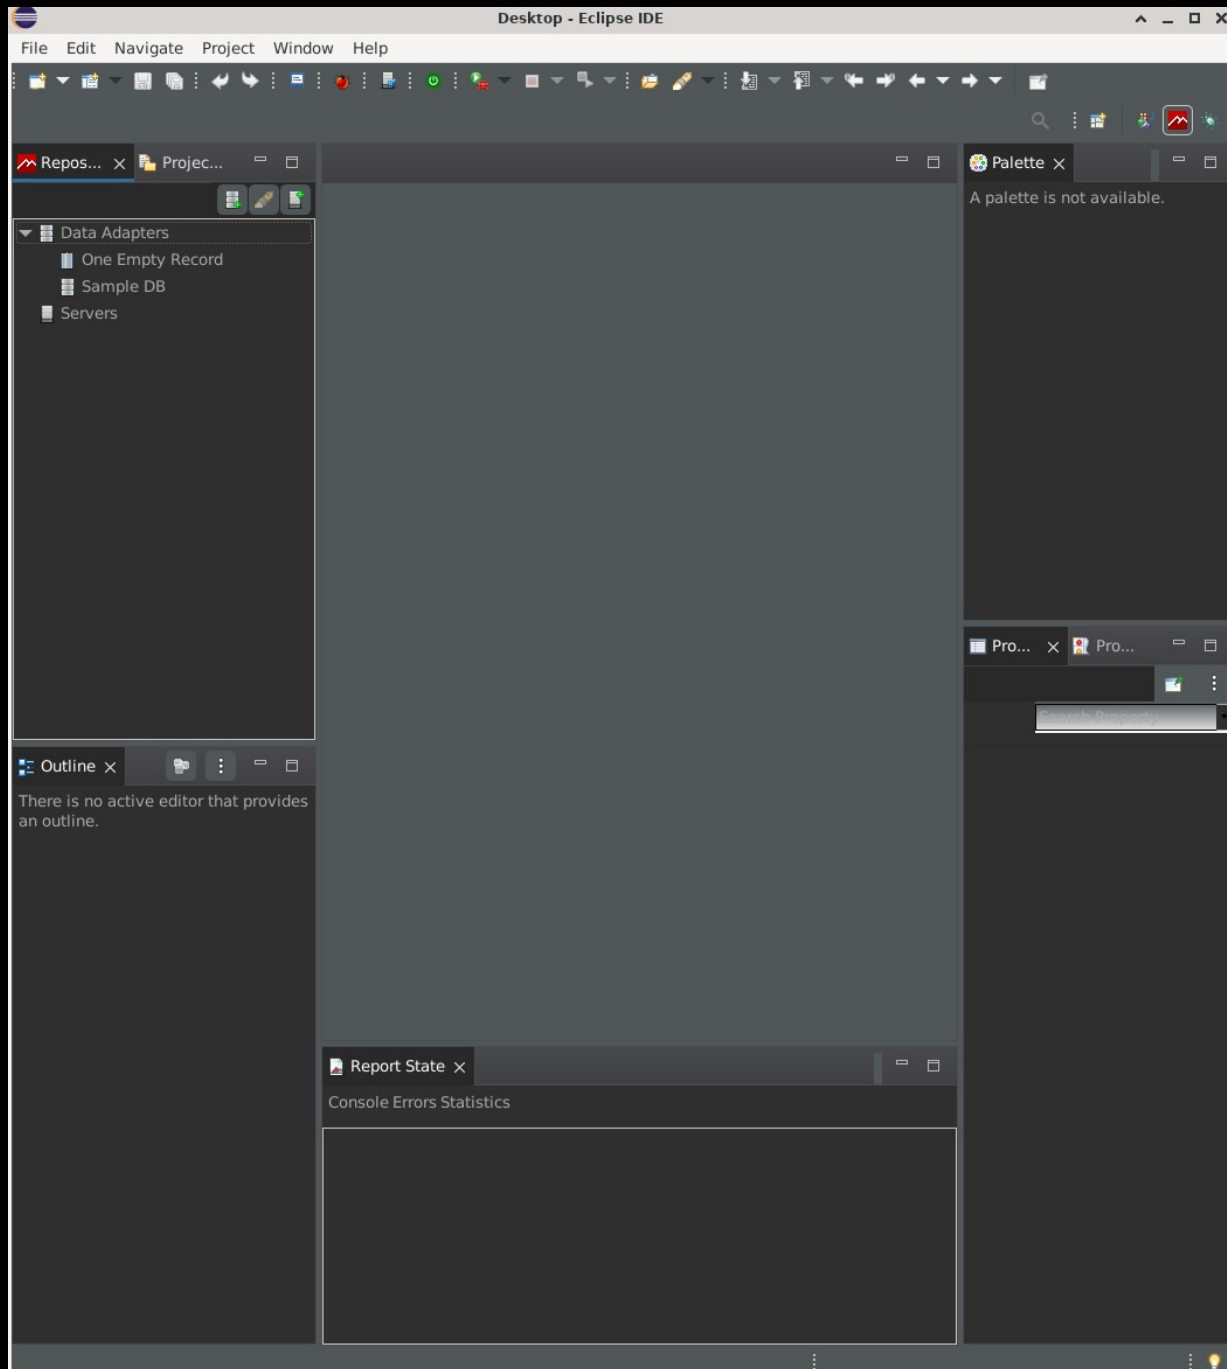 Desktop - Eclipse IDE
File Edit Navigate Project Window Help
Repos... Projec...
Palette
A palette is not available.
Data Adapters
One Empty Record
Sample DB
Servers
Pro... Pro...
Search Property
Outline
There is no active editor that provides
an outline.
Report State
Console Errors Statistics